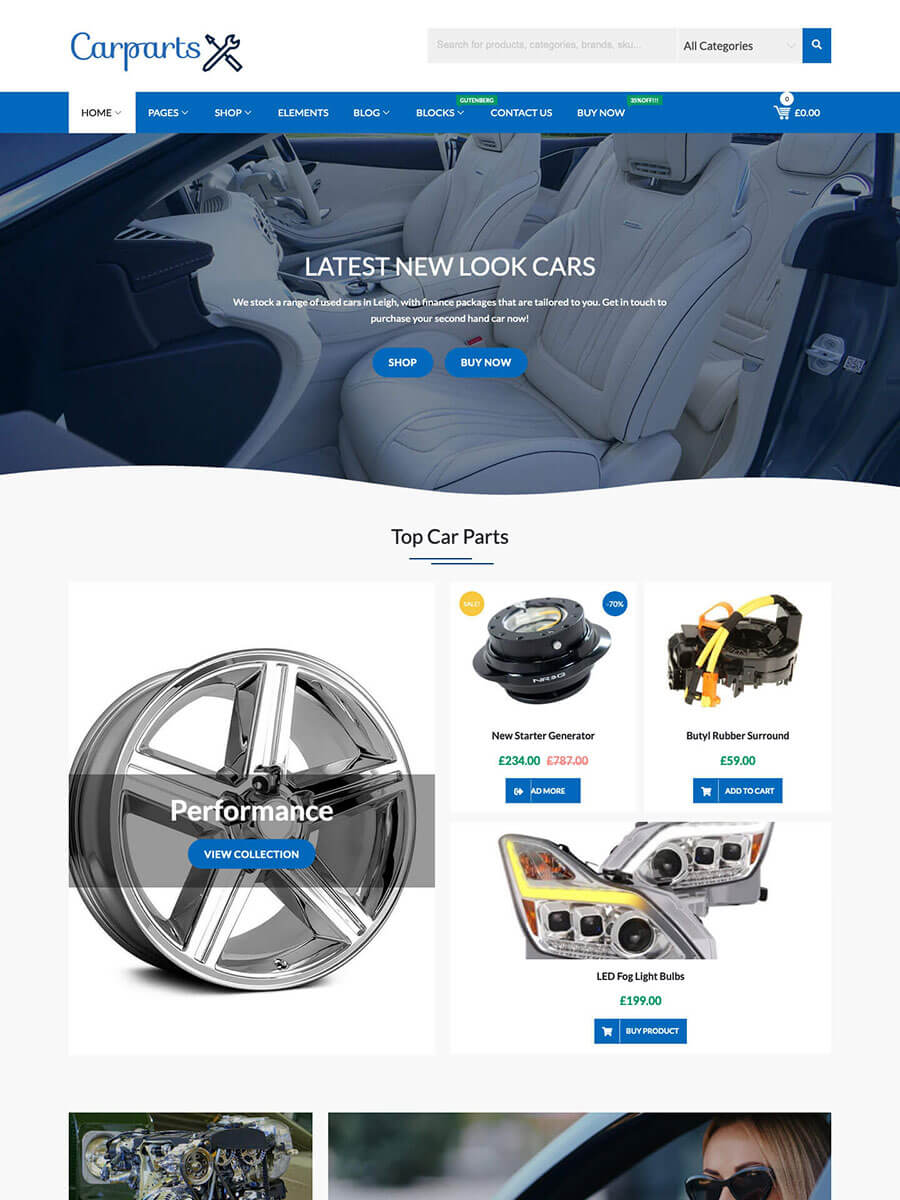 Carparts
Search for products, categories, brands, sku...
All Categories
HOME
PAGES
SHOP
ELEMENTS
BLOG
BLOCKS
GUTENBERG
CONTACT US
BUY NOW
35%OFF!!!
0
£0.00
LATEST NEW LOOK CARS
We stock a range of used cars in Leigh, with finance packages that are tailored to you. Get in touch to
purchase your second hand car now!
SHOP
BUY NOW
Top Car Parts
Performance
VIEW COLLECTION
SALE!
-70%
NRG
New Starter Generator
£234.00 £787.00
AD MORE
Butyl Rubber Surround
£59.00
ADD TO CART
LED Fog Light Bulbs
£199.00
BUY PRODUCT